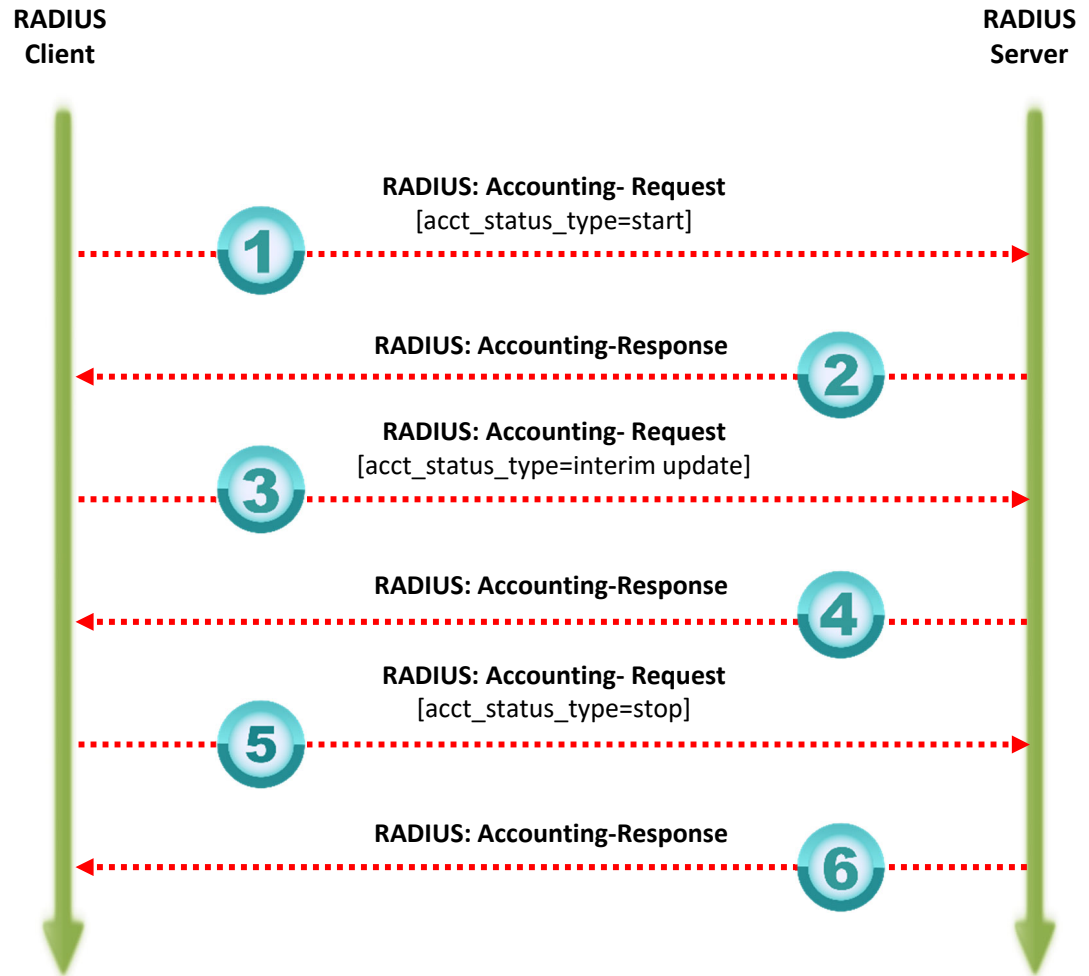 RADIUS
Client
RADIUS
Server
RADIUS: Accounting- Request
[acct_status_type=start]
1
RADIUS: Accounting-Response
2
RADIUS: Accounting- Request
[acct_status_type=interim update]
3
RADIUS: Accounting-Response
4
RADIUS: Accounting- Request
[acct_status_type=stop]
5
RADIUS: Accounting-Response
6